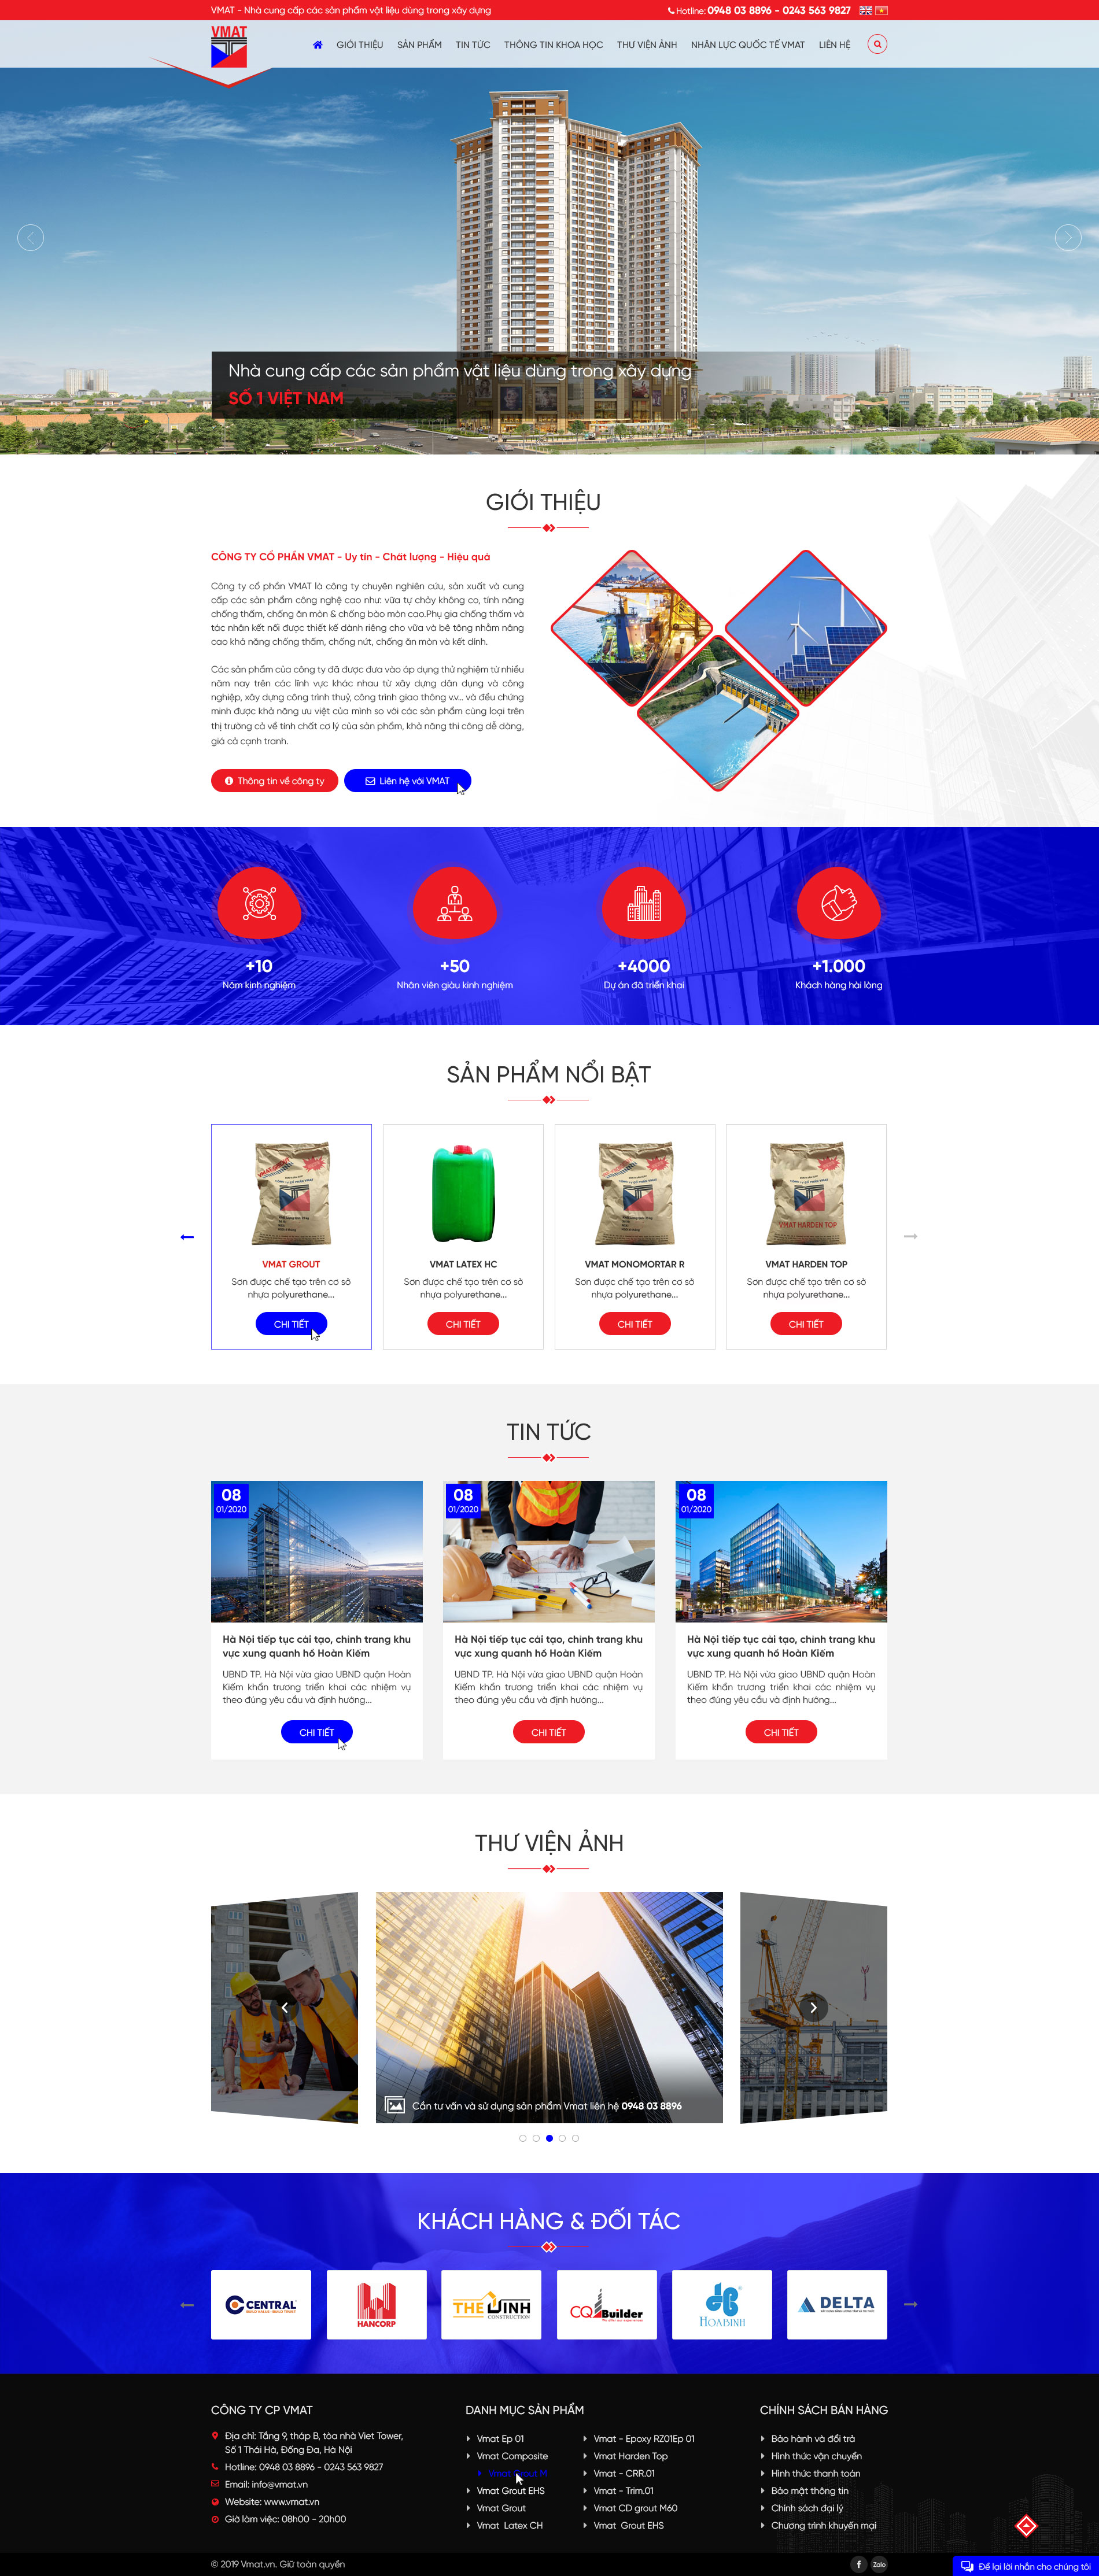 VMAT - Nhà cung cấp các sản phẩm vật liệu dùng trong xây dựng
Hotline: 0948 03 8896 - 0243 563 9827
VMAT
GIỚI THIỆU
SẢN PHẨM
TIN TỨC
THÔNG TIN KHOA HỌC
THƯ VIỆN ẢNH
NHÂN LỰC QUỐC TẾ VMAT
LIÊN HỆ
Nhà cung cấp các sản phẩm vật liệu dùng trong xây dựng
SỐ 1 VIỆT NAM
GIỚI THIỆU
CÔNG TY CỔ PHẦN VMAT - Uy tín - Chất lượng - Hiệu quả
Công ty cổ phần VMAT là công ty chuyên nghiên cứu, sản xuất và cung
cấp các sản phẩm công nghệ cao như: vữa tự chảy không co, tính năng
chống thấm, chống ăn mòn & chống bào mòn cao.Phụ gia chống thấm và
tác nhân kết nối được thiết kế dành riêng cho vữa và bê tông nhằm nâng
cao khả năng chống thấm, chống nứt, chống ăn mòn và kết dính.
Các sản phẩm của công ty đã được đưa vào áp dụng thử nghiệm từ nhiều
năm nay trên các lĩnh vực khác nhau từ xây dựng dân dụng và công
nghiệp, xây dựng công trình thuỷ, công trình giao thông v.v... và đều chứng
minh được khả năng ưu việt của mình so với các sản phẩm cùng loại trên
thị trường cả về tính chất cơ lý của sản phẩm, khả năng thi công dễ dàng,
giá cả cạnh tranh.
Thông tin về công ty
Liên hệ với VMAT
+10
Năm kinh nghiệm
+50
Nhân viên giàu kinh nghiệm
+4000
Dự án đã triển khai
+1.000
Khách hàng hài lòng
SẢN PHẨM NỔI BẬT
VMAT GROUT
VMAT HARDEN TOP
VMAT GROUT
Sơn được chế tạo trên cơ sở
nhựa polyurethane...
CHI TIẾT
VMAT LATEX HC
Sơn được chế tạo trên cơ sở
nhựa polyurethane...
CHI TIẾT
VMAT MONOMORTAR R
Sơn được chế tạo trên cơ sở
nhựa polyurethane...
CHI TIẾT
VMAT HARDEN TOP
Sơn được chế tạo trên cơ sở
nhựa polyurethane...
CHI TIẾT
TIN TỨC
08
01/2020
Hà Nội tiếp tục cải tạo, chỉnh trang khu
vực xung quanh hồ Hoàn Kiếm
UBND TP. Hà Nội vừa giao UBND quận Hoàn
Kiếm khẩn trương triển khai các nhiệm vụ
theo đúng yêu cầu và định hướng...
CHI TIẾT
08
01/2020
Hà Nội tiếp tục cải tạo, chỉnh trang khu
vực xung quanh hồ Hoàn Kiếm
UBND TP. Hà Nội vừa giao UBND quận Hoàn
Kiếm khẩn trương triển khai các nhiệm vụ
theo đúng yêu cầu và định hướng...
CHI TIẾT
08
01/2020
Hà Nội tiếp tục cải tạo, chỉnh trang khu
vực xung quanh hồ Hoàn Kiếm
UBND TP. Hà Nội vừa giao UBND quận Hoàn
Kiếm khẩn trương triển khai các nhiệm vụ
theo đúng yêu cầu và định hướng...
CHI TIẾT
THƯ VIỆN ẢNH
Cần tư vấn và sử dụng sản phẩm Vmat liên hệ 0948 03 8896
KHÁCH HÀNG & ĐỐI TÁC
CENTRAL
BUILD VALUE - BUILD TRUST
HANCORP
THE WINH
CONSTRUCTION
CQ Builder
HOABINH
DELTA
CÔNG TY CP VMAT
Địa chỉ: Tầng 9, tháp B, tòa nhà Viet Tower,
Số 1 Thái Hà, Đống Đa, Hà Nội
Hotline: 0948 03 8896 - 0243 563 9827
Email: info@vmat.vn
Website: www.vmat.vn
Giờ làm việc: 08h00 - 20h00
DANH MỤC SẢN PHẨM
Vmat Ep 01
Vmat Composite
Vmat Grout M
Vmat Grout EHS
Vmat Grout
Vmat Latex CH
Vmat - Epoxy RZ01Ep 01
Vmat Harden Top
Vmat - CRR.01
Vmat - Trim.01
Vmat CD grout M60
Vmat Grout EHS
CHÍNH SÁCH BÁN HÀNG
Bảo hành và đổi trả
Hình thức vận chuyển
Hình thức thanh toán
Bảo mật thông tin
Chính sách đại lý
Chương trình khuyến mại
© 2019 Vmat.vn. Giữ toàn quyền
f
Zalo
Để lại lời nhắn cho chúng tôi